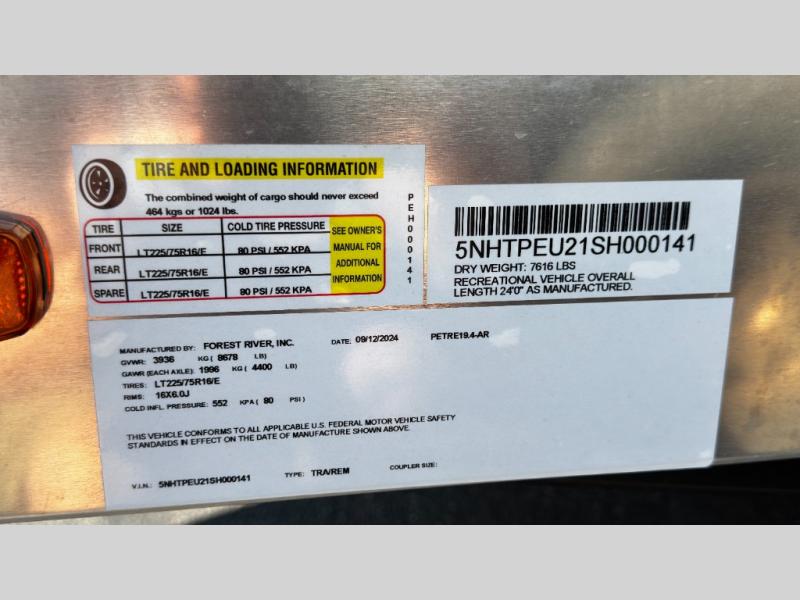 TIRE AND LOADING INFORMATION
The combined weight of cargo should never exceed
464 kgs or 1024 lbs.
TIRE SIZE COLD TIRE PRESSURE
FRONT LT225/75R16/E 80 PSI / 552 KPA
REAR LT225/75R16/E 80 PSI / 552 KPA
SPARE LT225/75R16/E 80 PSI / 552 KPA
SEE OWNER'S
MANUAL FOR
ADDITIONAL
INFORMATION
PEH000141
5NHTPEU21SH000141
DRY WEIGHT: 7616 LBS
RECREATIONAL VEHICLE OVERALL
LENGTH 24'0" AS MANUFACTURED.
MANUFACTURED BY: FOREST RIVER, INC. DATE: 09/12/2024 PETRE19.4-AR
GVWR: 3936 KG ( 8678 LB)
GAWR (EACH AXLE): 1996 KG ( 4400 LB)
TIRES: LT225/75R16/E
RIMS: 16X6.0J
COLD INFL. PRESSURE: 552 KPA ( 80 PSI )
THIS VEHICLE CONFORMS TO ALL APPLICABLE U.S. FEDERAL MOTOR VEHICLE SAFETY
STANDARDS IN EFFECT ON THE DATE OF MANUFACTURE SHOWN ABOVE.
V.I.N.: 5NHTPEU21SH000141 TYPE: TRA/REM COUPLER SIZE: